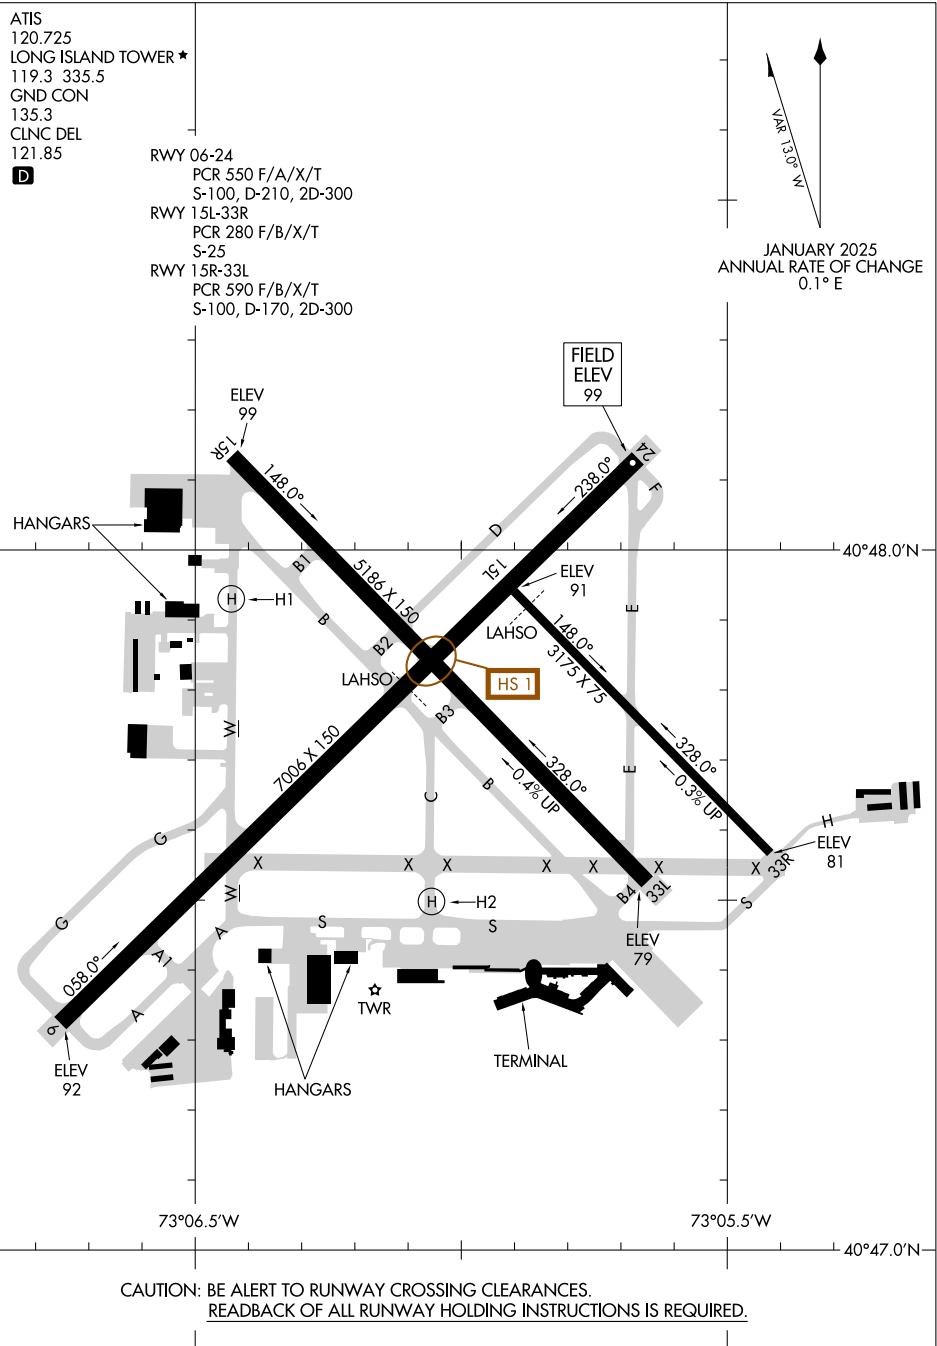 ATIS
120.725
LONG ISLAND TOWER ★
119.3 335.5
GND CON
135.3
CLNC DEL
121.85
D
RWY 06-24
PCR 550 F/A/X/T
S-100, D-210, 2D-300
RWY 15L-33R
PCR 280 F/B/X/T
S-25
RWY 15R-33L
PCR 590 F/B/X/T
S-100, D-170, 2D-300
VAR 13.0° W
JANUARY 2025
ANNUAL RATE OF CHANGE
0.1° E
FIELD
ELEV
99
ELEV
99
15R
24
148.0°
238.0°
F
HANGARS
D
40°48.0'N
B1
15L
ELEV
91
5186 X 150
H
H1
B
E
LAHSO
148.0°
3175 X 75
B2
LAHSO
HS 1
B3
W
7006 X 150
328.0°
0.4% UP
328.0°
0.3% UP
E
B
C
G
H
ELEV
81
X
X
X
X
X
X
X
33R
W
B4
33L
H
H2
S
G
A
S
S
ELEV
79
A1
058.0°
A
6
TWR
ELEV
92
HANGARS
TERMINAL
73°06.5'W
73°05.5'W
40°47.0'N
CAUTION: BE ALERT TO RUNWAY CROSSING CLEARANCES.
READBACK OF ALL RUNWAY HOLDING INSTRUCTIONS IS REQUIRED.